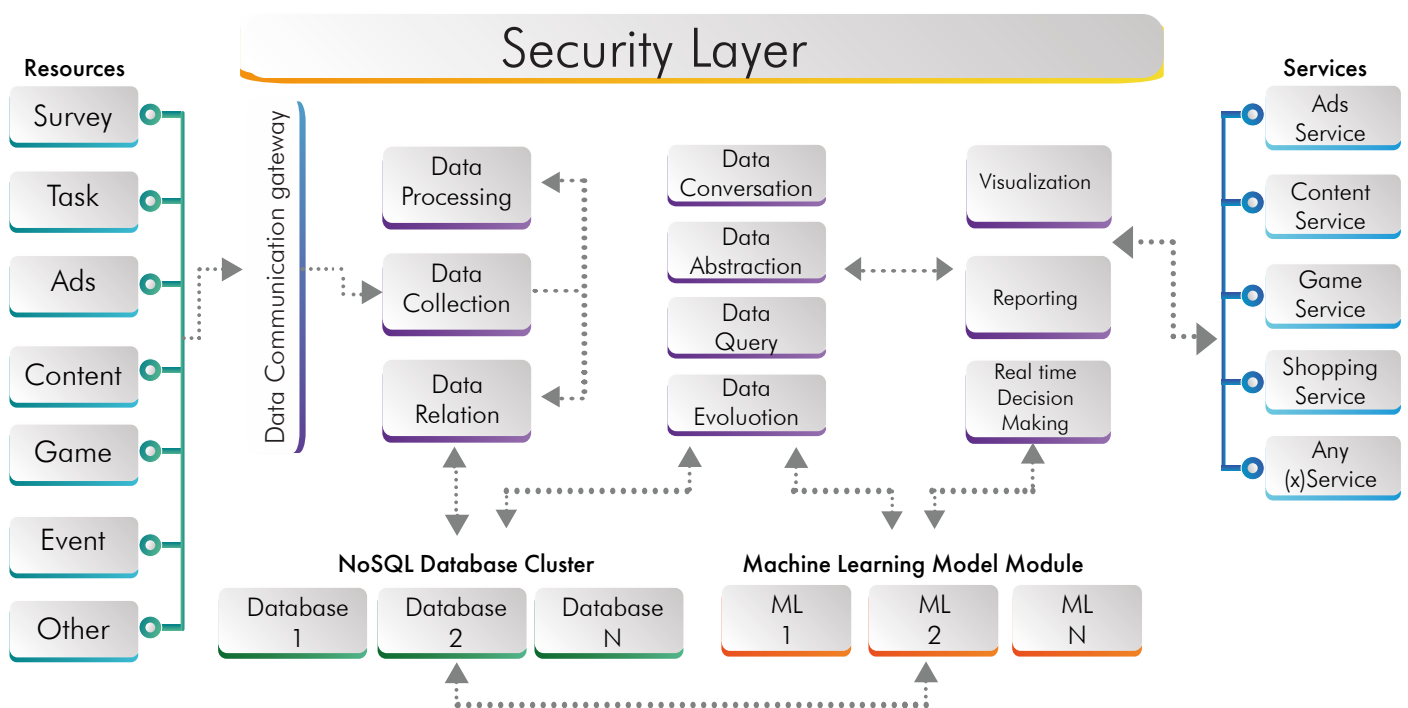 Security Layer
Resources
Survey
Task
Ads
Content
Game
Event
Other
Data Communication gateway
Data
Processing
Data
Collection
Data
Relation
Data
Conversation
Data
Abstraction
Data
Query
Data
Evoluotion
Visualization
Reporting
Real time
Decision
Making
Services
Ads
Service
Content
Service
Game
Service
Shopping
Service
Any
(x)Service
NoSQL Database Cluster
Database
1
Database
2
Database
N
Machine Learning Model Module
ML
1
ML
2
ML
N